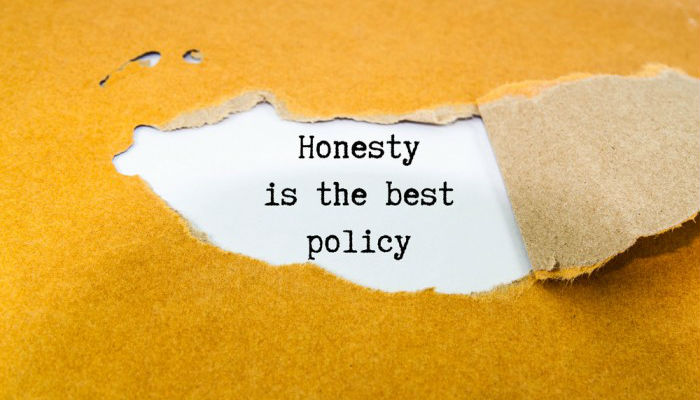 Honesty
is the best
policy